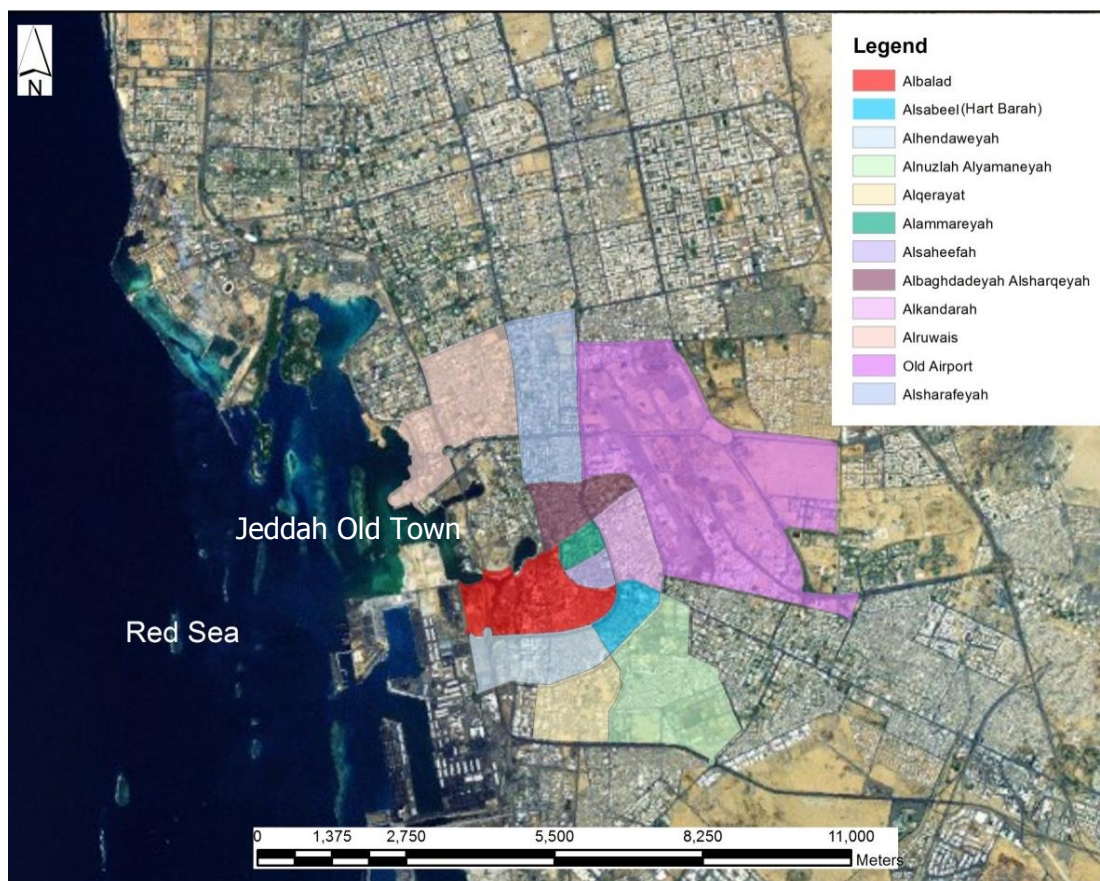 N
Legend
Albalad
Alsabeel(Hart Barah)
Alhendaweyah
Alnuzlah Alyamaneyah
Alqerayat
Alammareyah
Alsaheefah
Albaghdadeyah Alsharqeyah
Alkandarah
Alruwais
Old Airport
Alsharafeyah
Jeddah Old Town
Red Sea
0 1,375 2,750 5,500 8,250 11,000
Meters